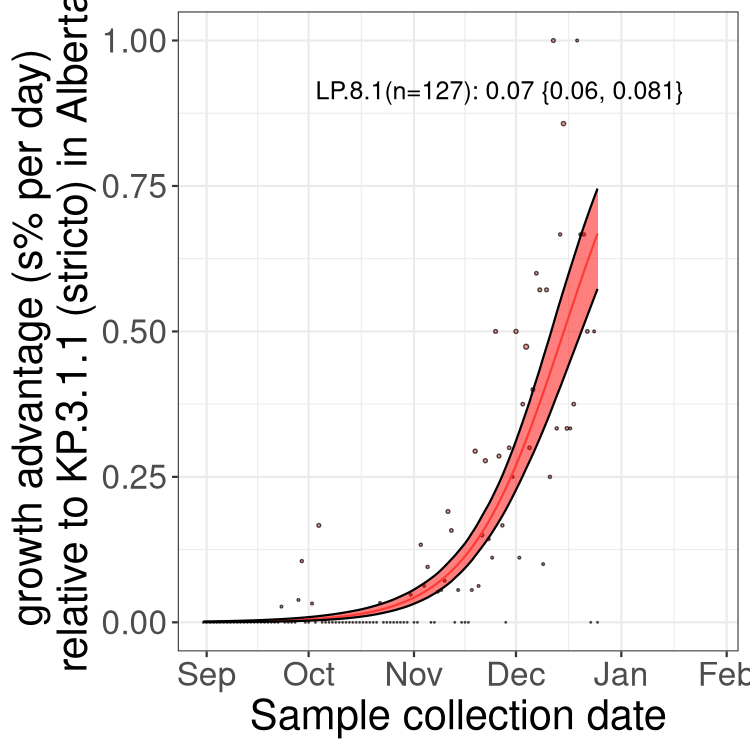 growth advantage (s% per day)
relative to KP.3.1.1 (stricto) in Alberta
1.00
0.75
0.50
0.25
0.00
LP.8.1(n=127): 0.07 {0.06, 0.081}
Sep Oct Nov Dec Jan Feb
Sample collection date